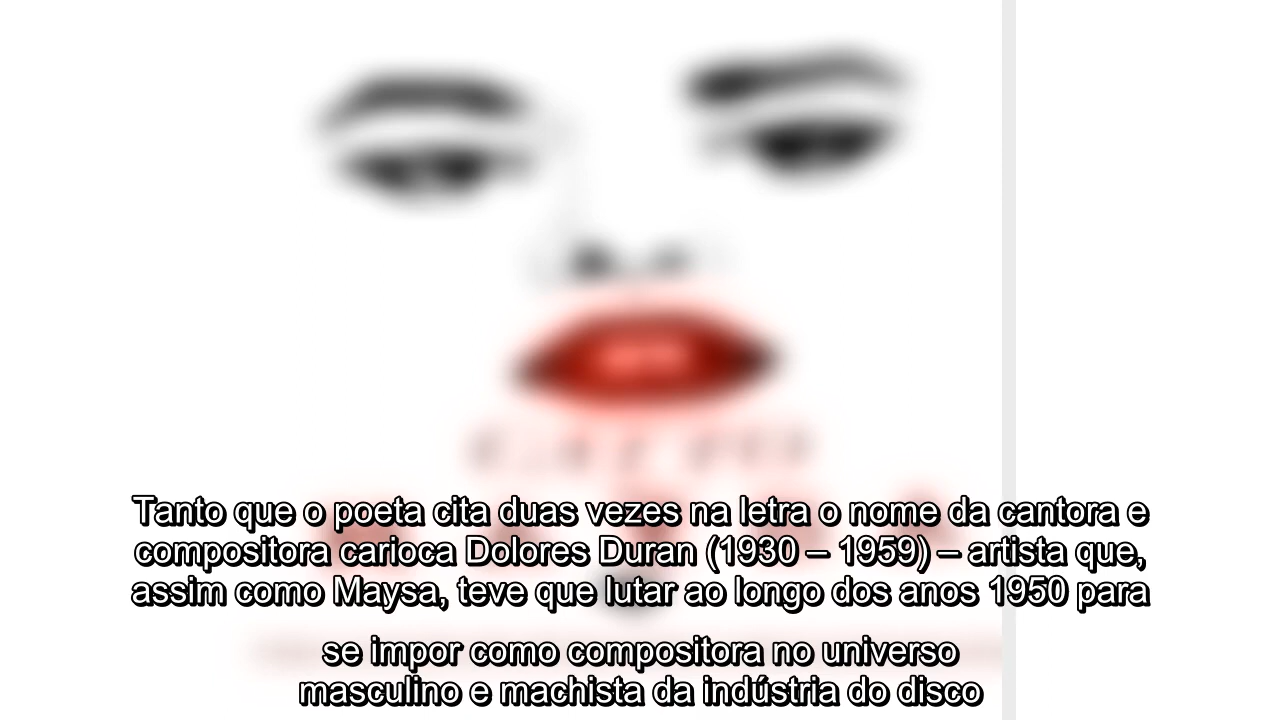 Tanto que o poeta cita duas vezes na letra o nome da cantora e
compositora carioca Dolores Duran (1930 – 1959) – artista que,
assim como Maysa, teve que lutar ao longo dos anos 1950 para
se impor como compositora no universo
masculino e machista da indústria do disco